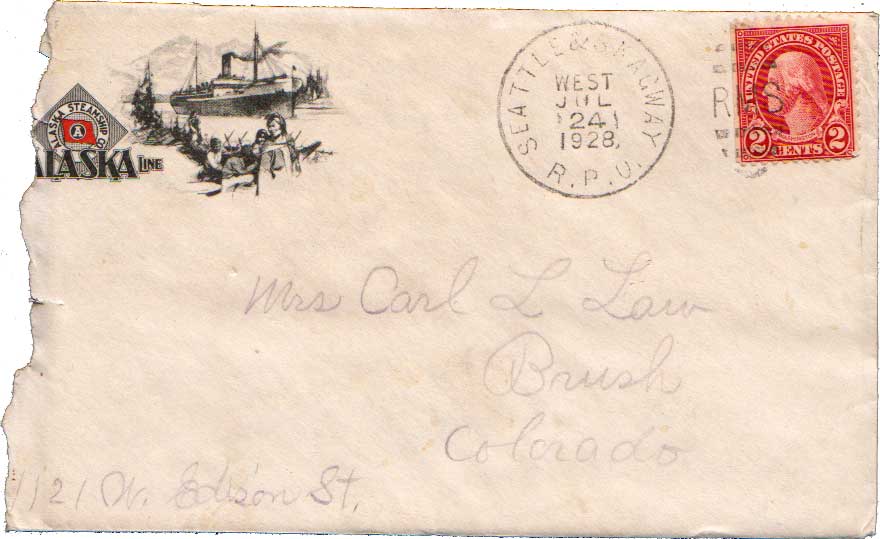 ALASKA STEAMSHIP CO
A
ALASKA LINE
SEATTLE & SKAGWAY
WEST
JUL
24
1928
R.P.O.
RMS
UNITED STATES POSTAGE
2 CENTS 2
Mrs Carl L Law
Brush
Colorado
1121 W. Edison St.